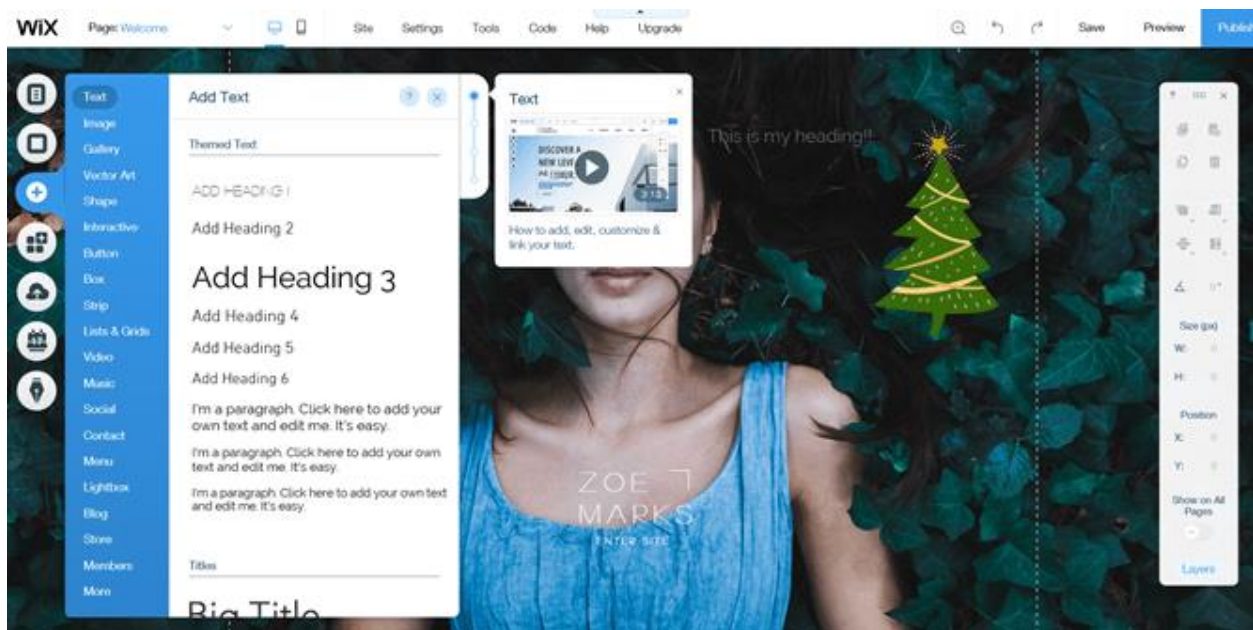 WiX
Page: Welcome
Site
Settings
Tools
Code
Help
Upgrade
Save
Preview
Publish
Text
Image
Gallery
Vector Art
Shape
Interactive
Button
Box
Strip
Lists & Grids
Video
Music
Social
Contact
Menu
Lightbox
Blog
Store
Members
More
Add Text
?
×
Themed Text
ADD HEADING 1
Add Heading 2
Add Heading 3
Add Heading 4
Add Heading 5
Add Heading 6
I'm a paragraph. Click here to add your
own text and edit me. It's easy.
I'm a paragraph. Click here to add your own
text and edit me. It's easy.
I'm a paragraph. Click here to add your own text
and edit me. It's easy.
Titles
Big Title
Text
×
DISCOVER A
NEW LEVE
How to add, edit, customize &
link your text.
This is my heading!!
ZOE
MARKS
ENTER SITE
?
×
Size (px)
W:
H:
Position
X:
Y:
Show on All
Pages
Layers